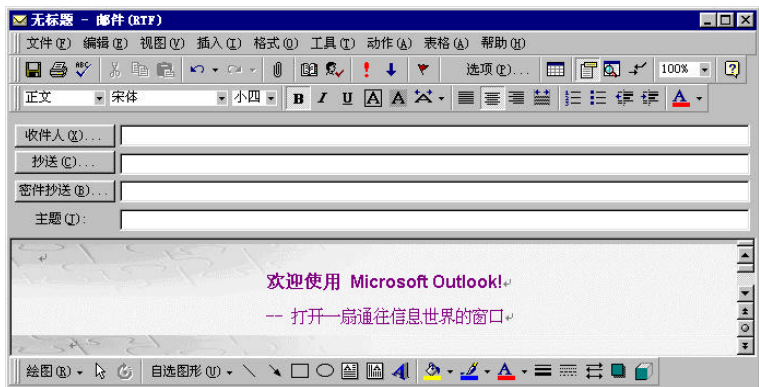 无标题 - 邮件(RTF)
文件(F) 编辑(E) 视图(V) 插入(I) 格式(O) 工具(T) 动作(A) 表格(A) 帮助(H)
ABC 选项(P)... 100%
正文 宋体 小四 B I U A A A
收件人(X)...
抄送(C)...
密件抄送(B)...
主题(J):
欢迎使用 Microsoft Outlook!
-- 打开一扇通往信息世界的窗口
绘图(R) 自选图形(U) A A